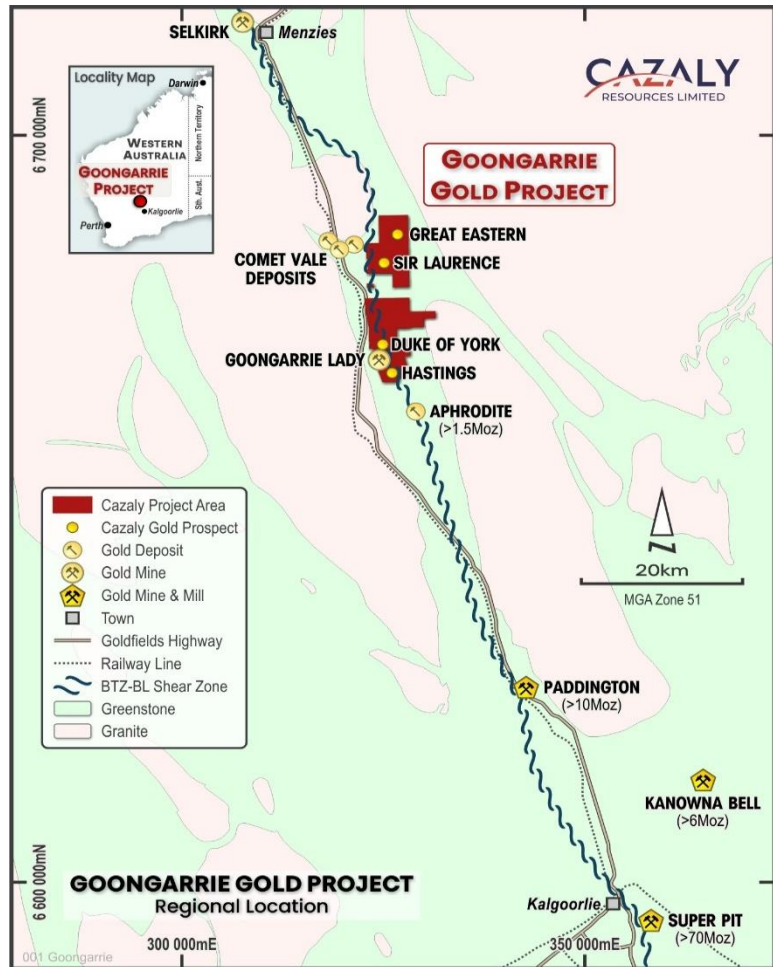 SELKIRK
Menzies
CAZALY
RESOURCES LIMITED
Locality Map
Darwin
WESTERN
AUSTRALIA
Northern Territory
Sth. Aust.
GOONGARRIE
PROJECT
Kalgoorlie
Perth
6 700 000mN
GOONGARRIE
GOLD PROJECT
GREAT EASTERN
COMET VALE
DEPOSITS
SIR LAURENCE
DUKE OF YORK
GOONGARRIE LADY
HASTINGS
APHRODITE
(>1.5Moz)
Cazaly Project Area
Cazaly Gold Prospect
Gold Deposit
Gold Mine
Gold Mine & Mill
Town
Goldfields Highway
Railway Line
BTZ-BL Shear Zone
Greenstone
Granite
N
20km
MGA Zone 51
PADDINGTON
(>10Moz)
KANOWNA BELL
(>6Moz)
6 600 000mN
GOONGARRIE GOLD PROJECT
Regional Location
Kalgoorlie
SUPER PIT
(>70Moz)
001 Goongarrie
300 000mE
350 000mE